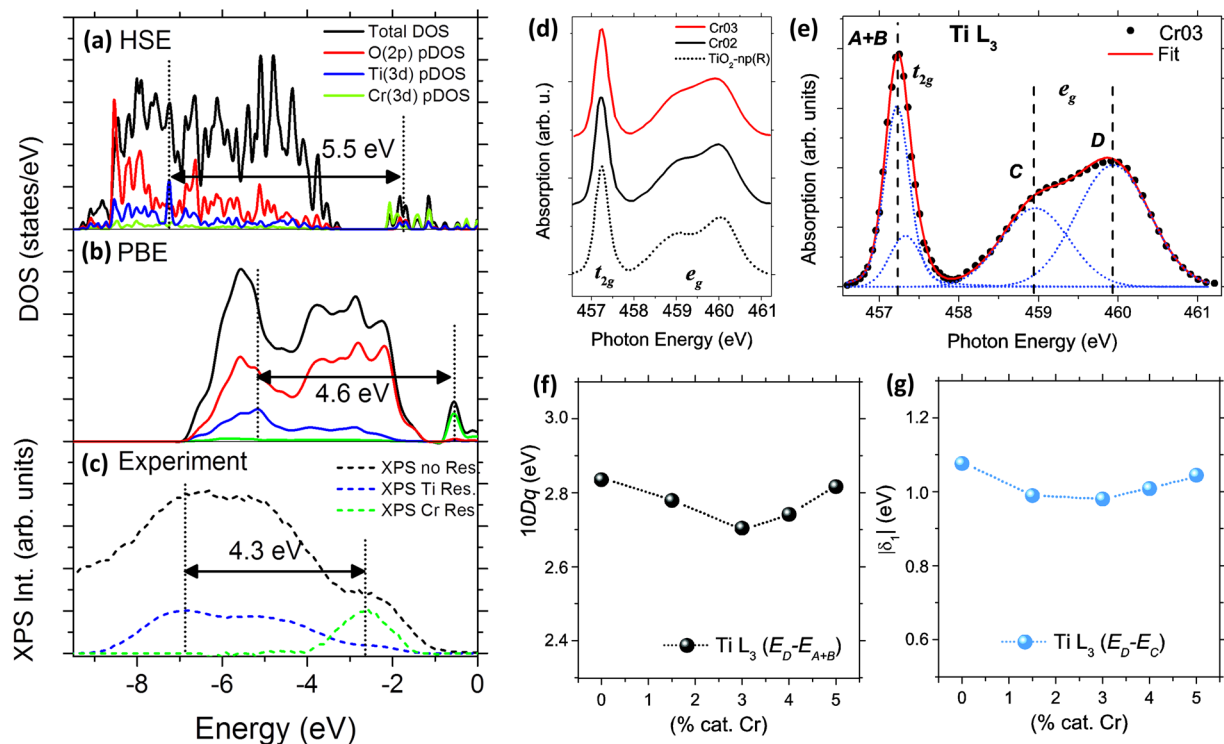 (a) HSE
Total DOS
O(2p) pDOS
Ti(3d) pDOS
Cr(3d) pDOS
5.5 eV
(b) PBE
4.6 eV
DOS (states/eV)
(c) Experiment
XPS no Res.
XPS Ti Res.
XPS Cr Res.
4.3 eV
XPS Int. (arb. units)
-8 -6 -4 -2 0
Energy (eV)
(d)
Cr03
Cr02
TiO2-np(R)
Absorption (arb. u.)
t2g
eg
457 458 459 460 461
Photon Energy (eV)
(e)
A+B
Ti L3
Cr03
Fit
t2g
eg
C
D
Absorption (arb. units)
457 458 459 460 461
Photon Energy (eV)
(f)
3.0
2.9
2.8
2.7
2.6
2.4
2.3
10Dq (eV)
Ti L3 (ED-EA+B)
0 1 2 3 4 5
(% cat. Cr)
(g)
1.2
1.0
0.8
0.6
|δ1| (eV)
Ti L3 (ED-EC)
0 1 2 3 4 5
(% cat. Cr)